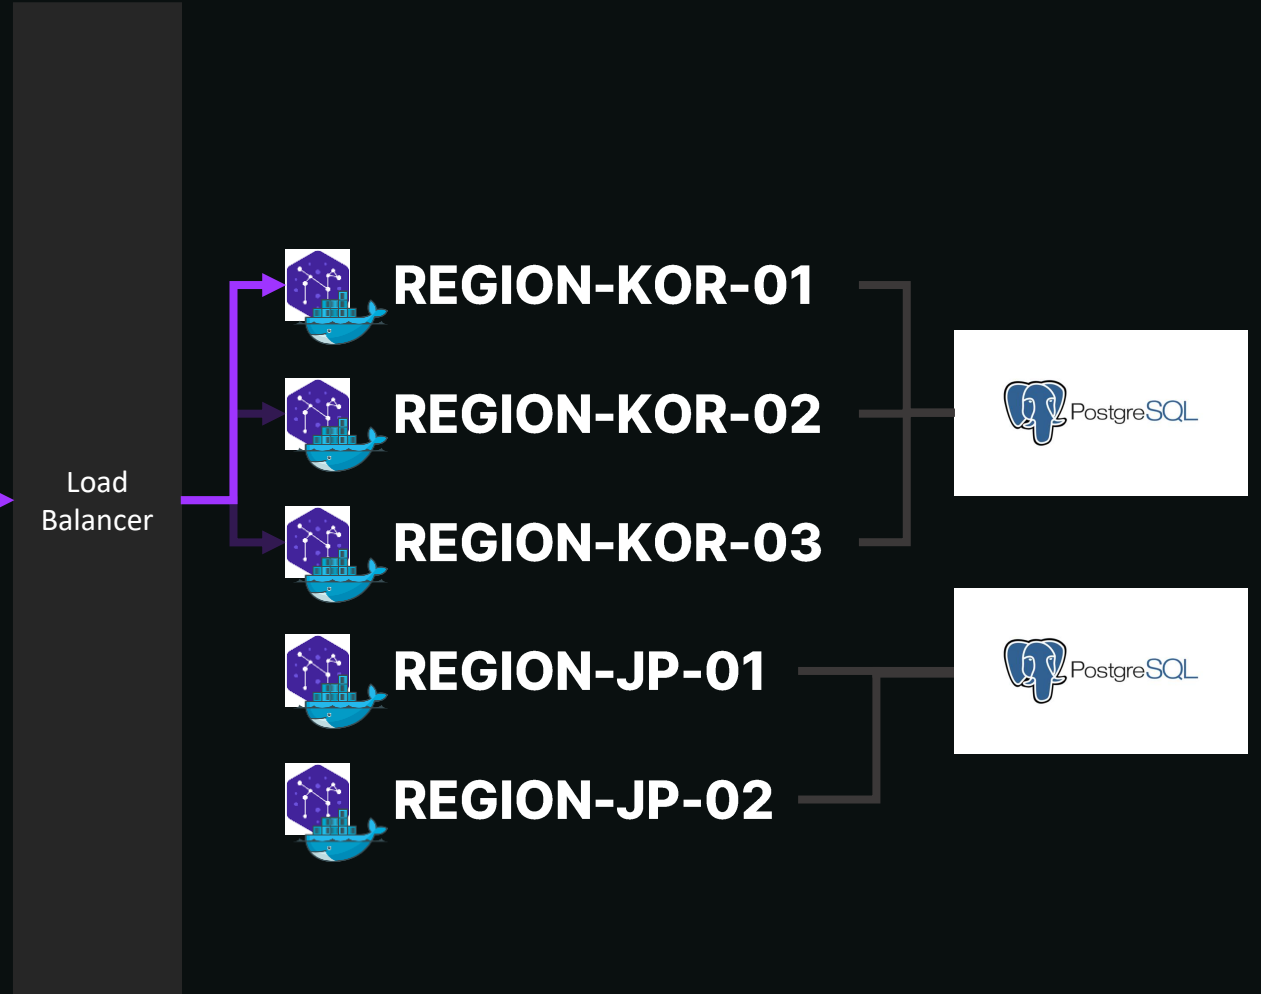 Load
Balancer
REGION-KOR-01
REGION-KOR-02
REGION-KOR-03
REGION-JP-01
REGION-JP-02
PostgreSQL
PostgreSQL